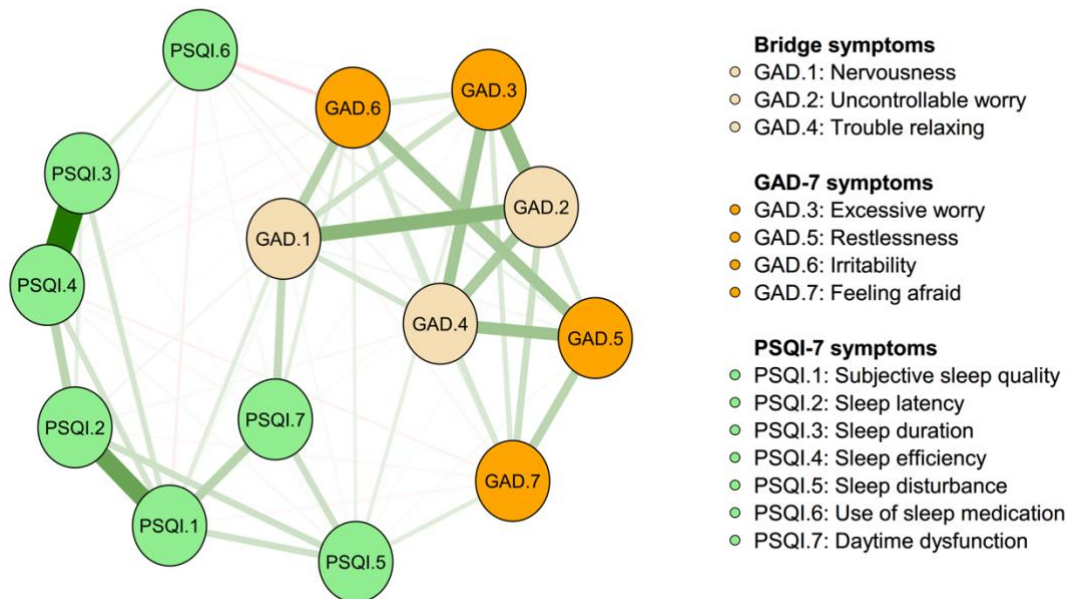 PSQI.6
GAD.6
GAD.3
PSQI.3
GAD.2
GAD.1
PSQI.4
GAD.4
GAD.5
PSQI.2
PSQI.7
GAD.7
PSQI.1
PSQI.5
Bridge symptoms
GAD.1: Nervousness
GAD.2: Uncontrollable worry
GAD.4: Trouble relaxing
GAD-7 symptoms
GAD.3: Excessive worry
GAD.5: Restlessness
GAD.6: Irritability
GAD.7: Feeling afraid
PSQI-7 symptoms
PSQI.1: Subjective sleep quality
PSQI.2: Sleep latency
PSQI.3: Sleep duration
PSQI.4: Sleep efficiency
PSQI.5: Sleep disturbance
PSQI.6: Use of sleep medication
PSQI.7: Daytime dysfunction